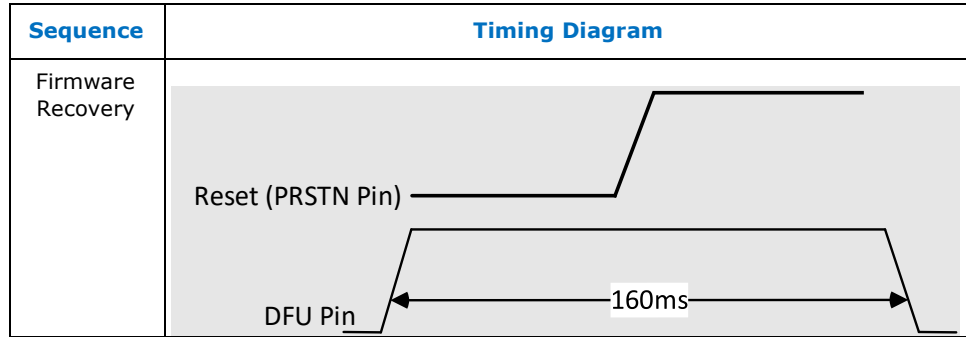 Sequence Timing Diagram
Firmware
Recovery
Reset (PRSTN Pin)
160ms
DFU Pin